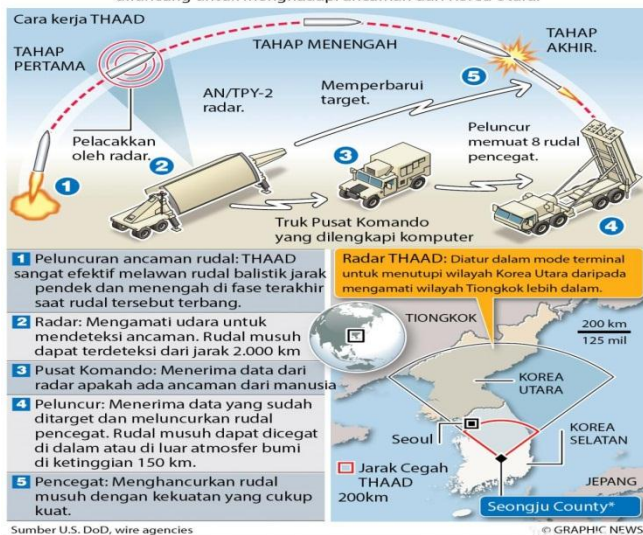 Cara kerja THAAD
TAHAP
PERTAMA
TAHAP MENENGAH
TAHAP
AKHIR.
AN/TPY-2
radar.
Memperbarui
target.
5
Pelacakkan
oleh radar.
Peluncur
memuat 8 rudal
pencegat.
1
2
3
4
Truk Pusat Komando
yang dilengkapi komputer
1 Peluncuran ancaman rudal: THAAD
sangat efektif melawan rudal balistik jarak
pendek dan menengah di fase terakhir
saat rudal tersebut terbang.
2 Radar: Mengamati udara untuk
mendeteksi ancaman. Rudal musuh
dapat terdeteksi dari jarak 2.000 km
3 Pusat Komando: Menerima data dari
radar apakah ada ancaman dari manusia
4 Peluncur: Menerima data yang sudah
ditarget dan meluncurkan rudal
pencegat. Rudal musuh dapat dicegat
di dalam atau di luar atmosfer bumi
di ketinggian 150 km.
5 Pencegat: Menghancurkan rudal
musuh dengan kekuatan yang cukup
kuat.
Radar THAAD: Diatur dalam mode terminal
untuk menutupi wilayah Korea Utara daripada
mengamati wilayah Tiongkok lebih dalam.
TIONGKOK
200 km
125 mil
KOREA
UTARA
Seoul
KOREA
SELATAN
Jarak Cegah
THAAD
200km
JEPANG
Seongju County*
Sumber U.S. DoD, wire agencies
© GRAPHIC NEWS